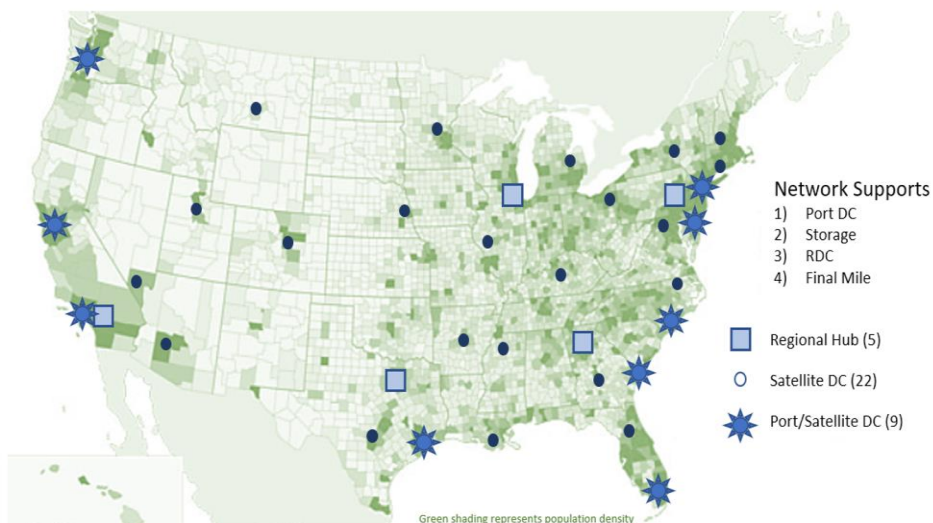 Network Supports
1) Port DC
2) Storage
3) RDC
4) Final Mile
Regional Hub (5)
Satellite DC (22)
Port/Satellite DC (9)
Green shading represents population density